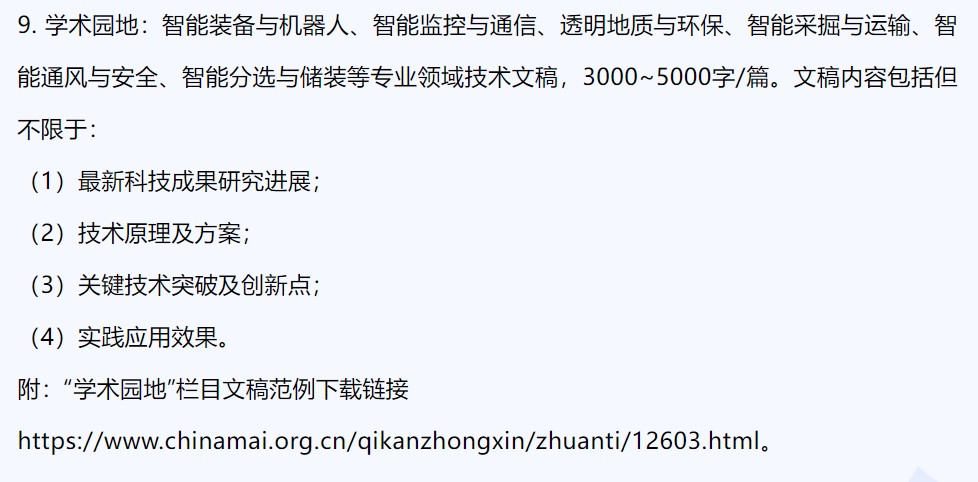 9. 学术园地：智能装备与机器人、智能监控与通信、透明地质与环保、智能采掘与运输、智
能通风与安全、智能分选与储装等专业领域技术文稿，3000~5000字/篇。文稿内容包括但
不限于：
（1）最新科技成果研究进展；
（2）技术原理及方案；
（3）关键技术突破及创新点；
（4）实践应用效果。
附：“学术园地”栏目文稿范例下载链接
https://www.chinamai.org.cn/qikanzhongxin/zhuanti/12603.html。